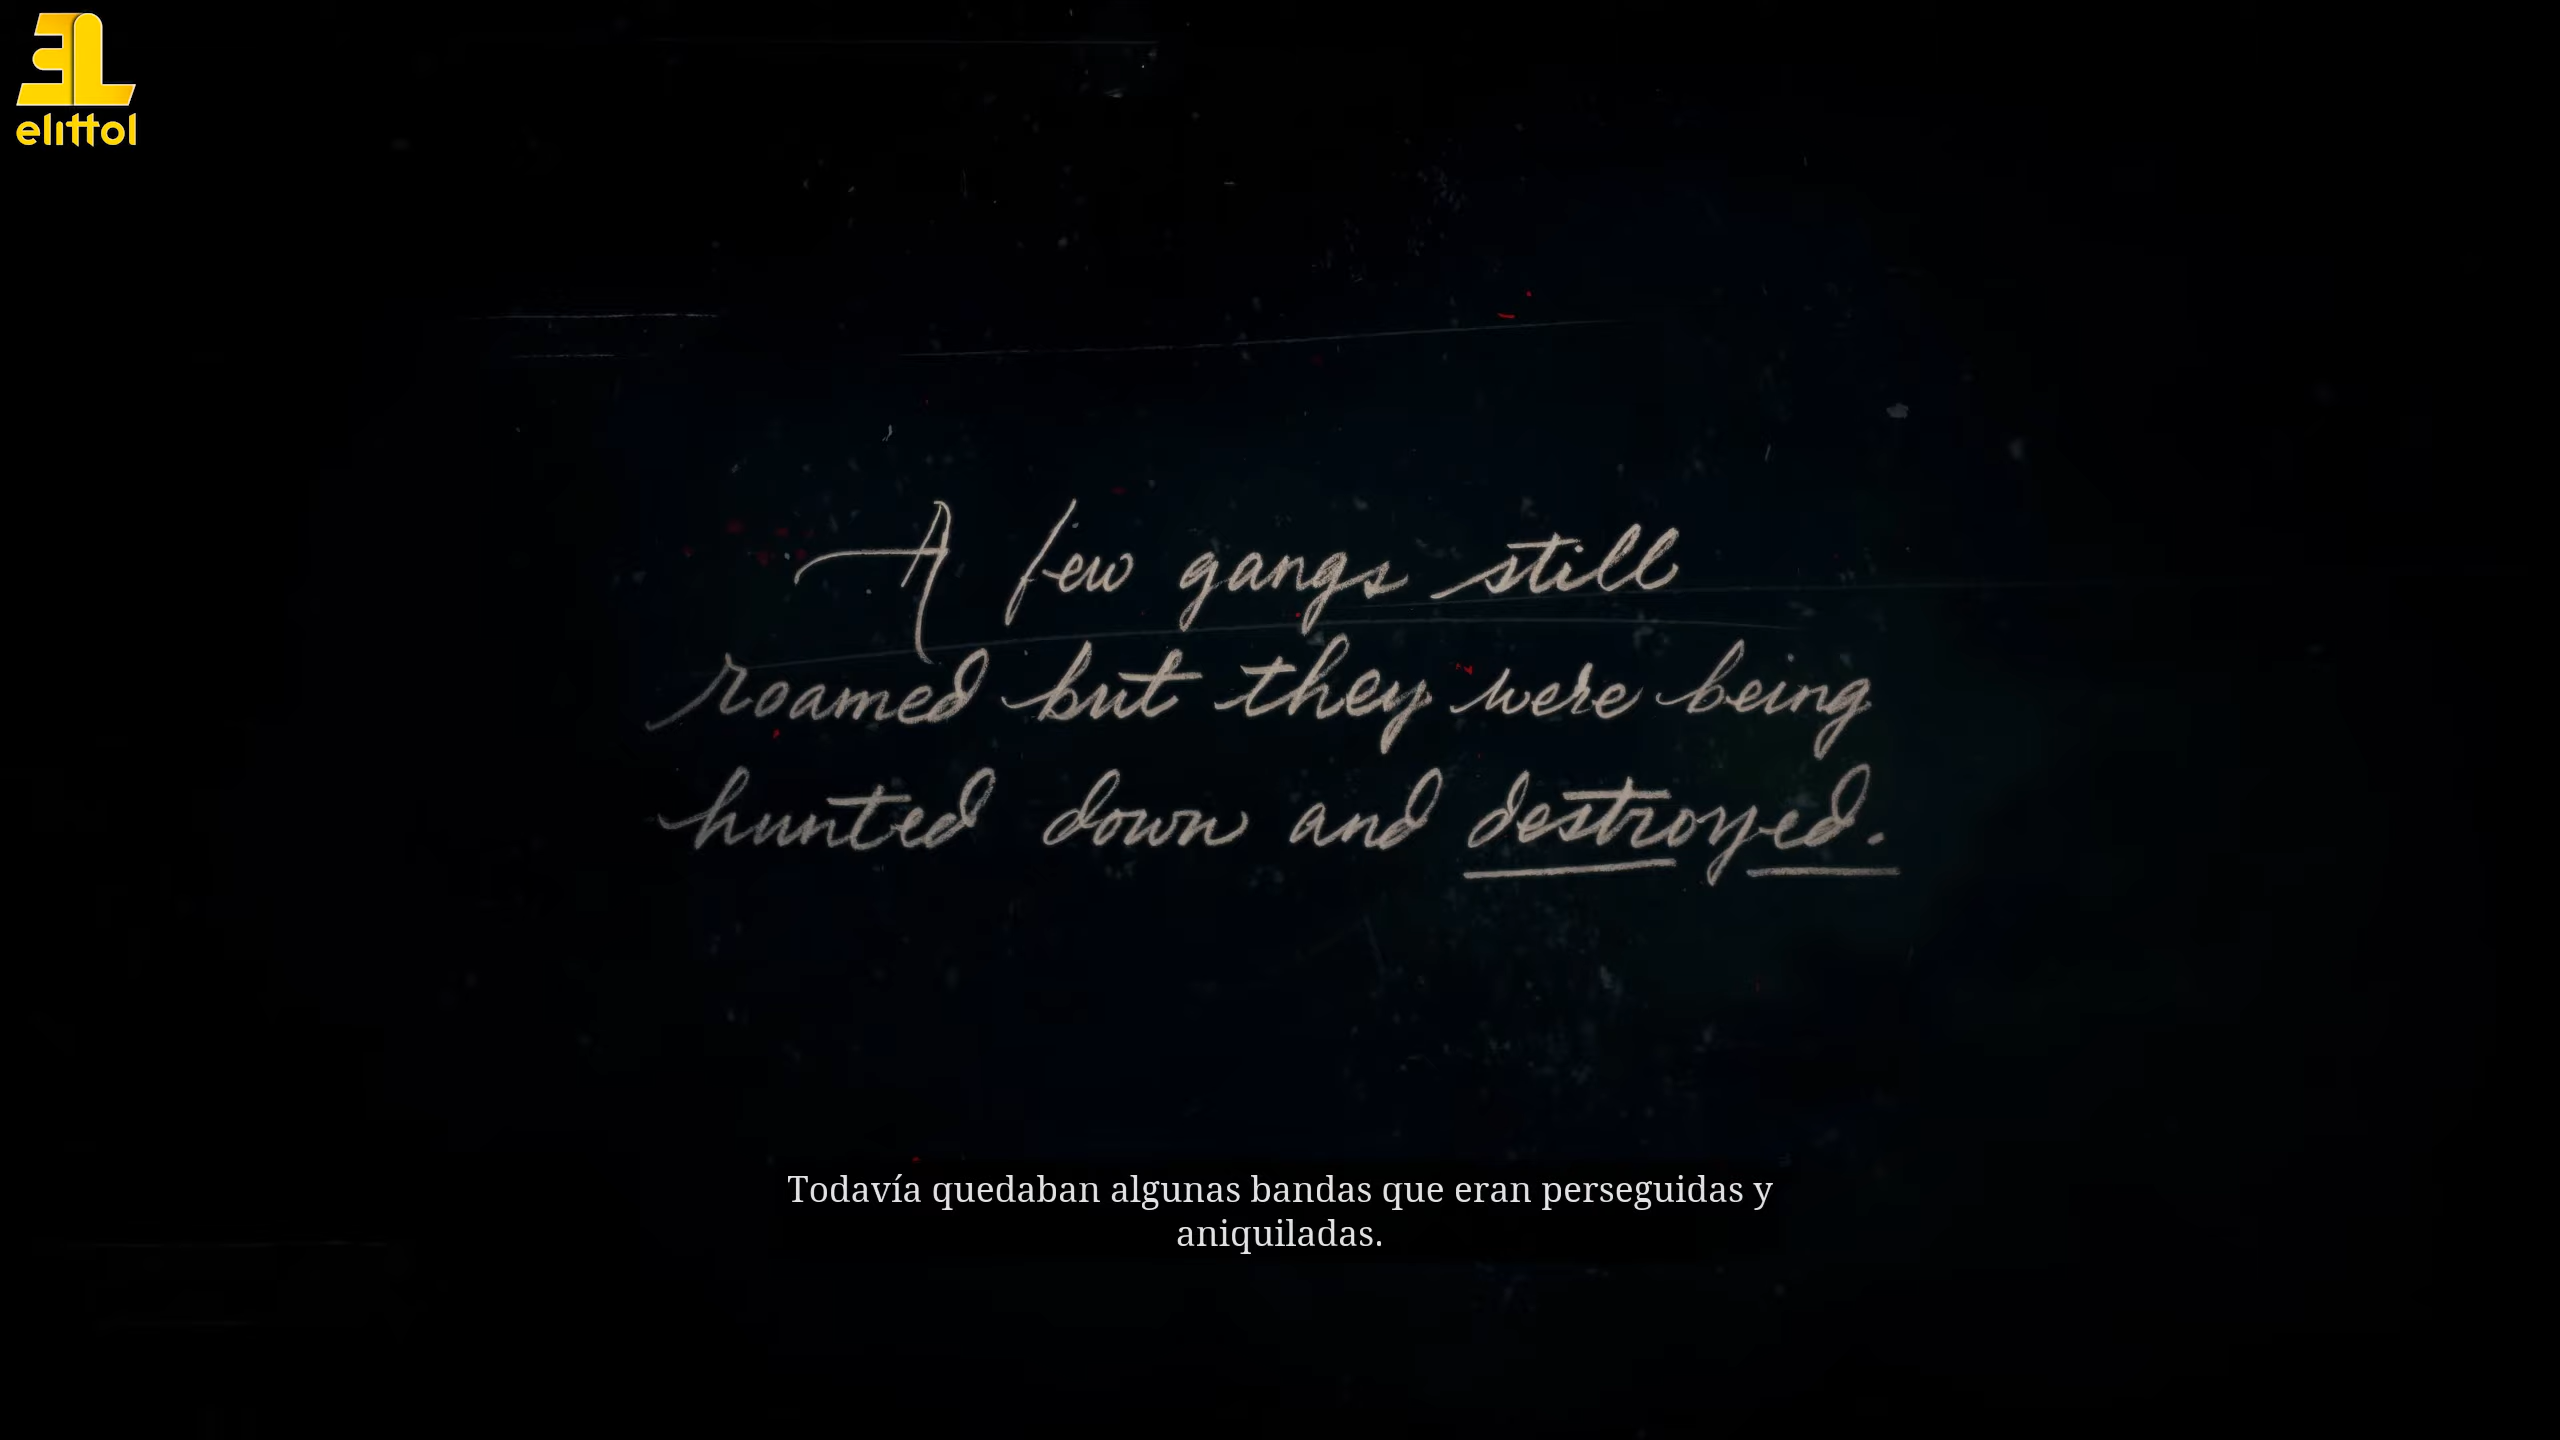 elittol
A few gangs still
roamed but they were being
hunted down and destroyed.
Todavía quedaban algunas bandas que eran perseguidas y
aniquiladas.